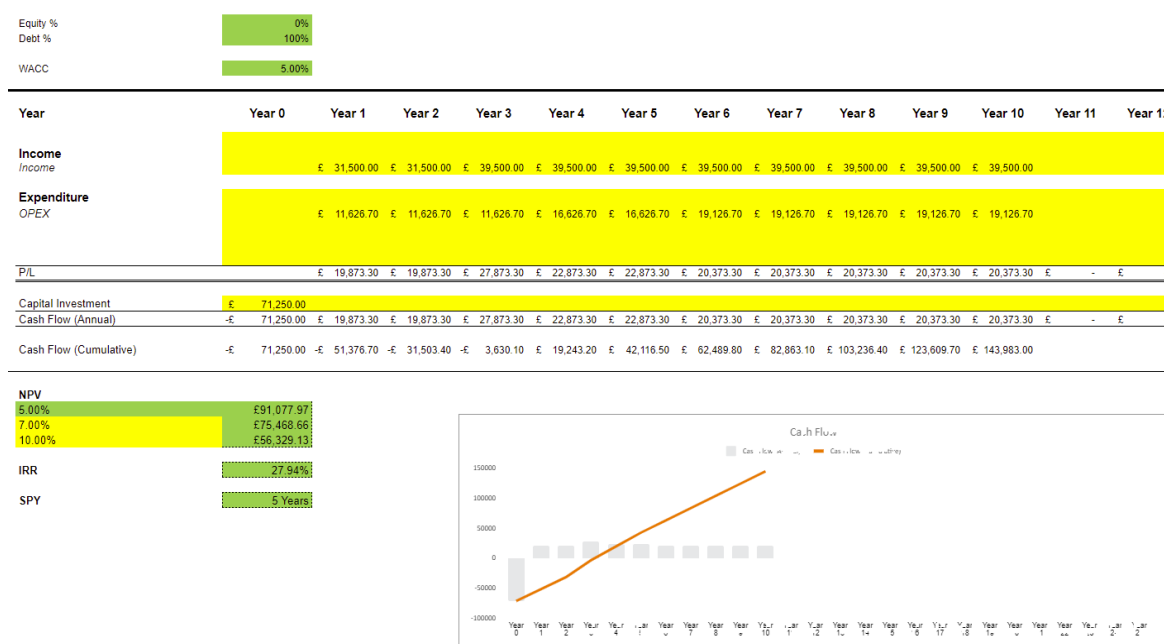 Equity % 0%
Debt % 100%
WACC 5.00%
Year Year 0 Year 1 Year 2 Year 3 Year 4 Year 5 Year 6 Year 7 Year 8 Year 9 Year 10 Year 11 Year
Income
Income £ 31,500.00 £ 31,500.00 £ 39,500.00 £ 39,500.00 £ 39,500.00 £ 39,500.00 £ 39,500.00 £ 39,500.00 £ 39,500.00 £ 39,500.00
Expenditure
OPEX £ 11,626.70 £ 11,626.70 £ 11,626.70 £ 16,626.70 £ 16,626.70 £ 19,126.70 £ 19,126.70 £ 19,126.70 £ 19,126.70 £ 19,126.70
P/L £ 19,873.30 £ 19,873.30 £ 27,873.30 £ 22,873.30 £ 22,873.30 £ 20,373.30 £ 20,373.30 £ 20,373.30 £ 20,373.30 £ 20,373.30 £ - £
Capital Investment £ 71,250.00
Cash Flow (Annual) -£ 71,250.00 £ 19,873.30 £ 19,873.30 £ 27,873.30 £ 22,873.30 £ 22,873.30 £ 20,373.30 £ 20,373.30 £ 20,373.30 £ 20,373.30 £ 20,373.30 £ - £
Cash Flow (Cumulative) -£ 71,250.00 -£ 51,376.70 -£ 31,503.40 -£ 3,630.10 £ 19,243.20 £ 42,116.50 £ 62,489.80 £ 82,863.10 £ 103,236.40 £ 123,609.70 £ 143,983.00
NPV
5.00% £91,077.97
7.00% £75,468.66
10.00% £56,329.13
IRR 27.94%
SPY 5 Years
150000
100000
50000
0
-50000
-100000
Year Year Year Year Year Year Year Year
0 1 2 4 7 8 10 17